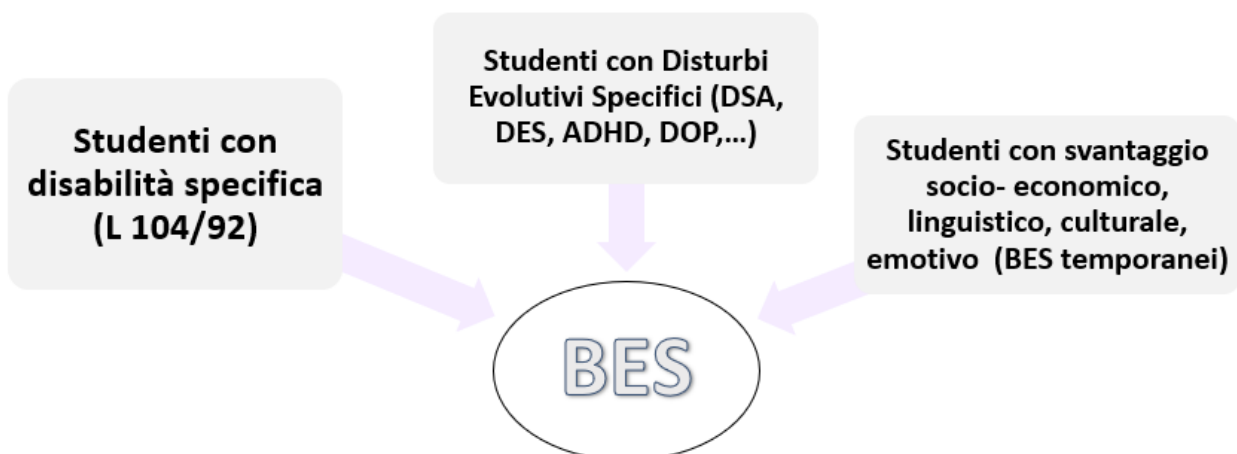 Studenti con
disabilità specifica
(L 104/92)
Studenti con Disturbi
Evolutivi Specifici (DSA,
DES, ADHD, DOP,...)
Studenti con svantaggio
socio- economico,
linguistico, culturale,
emotivo (BES temporanei)
BES